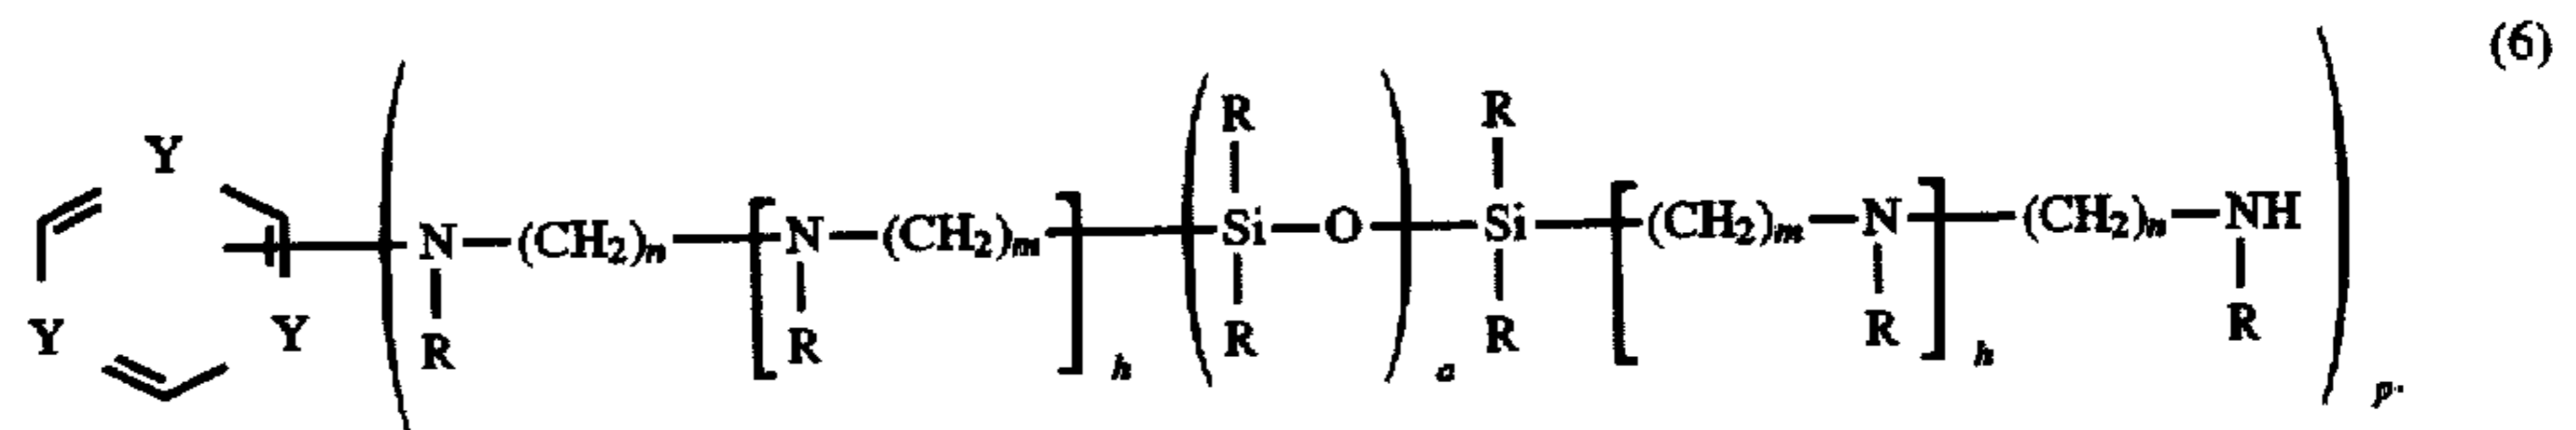 (6)
R R
Y
N—(CH₂)ₙ—[N—(CH₂)ₘ]ₕ—(Si—O)ₐ—Si—[(CH₂)ₘ—N]ₕ—(CH₂)ₙ—NH
Y Y R R R R R R
p.